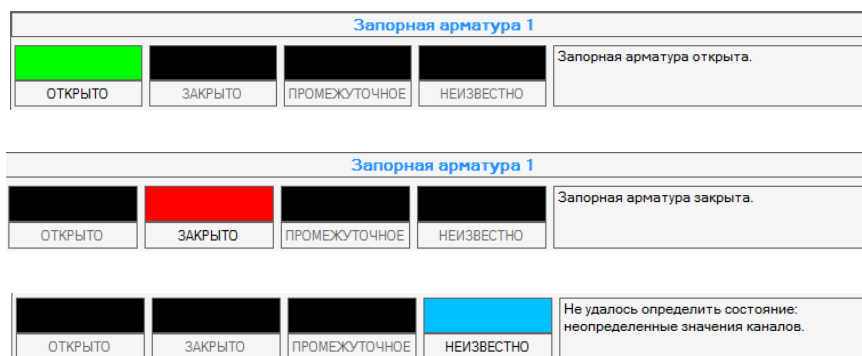 Запорная арматура 1
Запорная арматура открыта.
ОТКРЫТО ЗАКРЫТО ПРОМЕЖУТОЧНОЕ НЕИЗВЕСТНО
Запорная арматура 1
Запорная арматура закрыта.
ОТКРЫТО ЗАКРЫТО ПРОМЕЖУТОЧНОЕ НЕИЗВЕСТНО
Не удалось определить состояние:
неопределенные значения каналов.
ОТКРЫТО ЗАКРЫТО ПРОМЕЖУТОЧНОЕ НЕИЗВЕСТНО